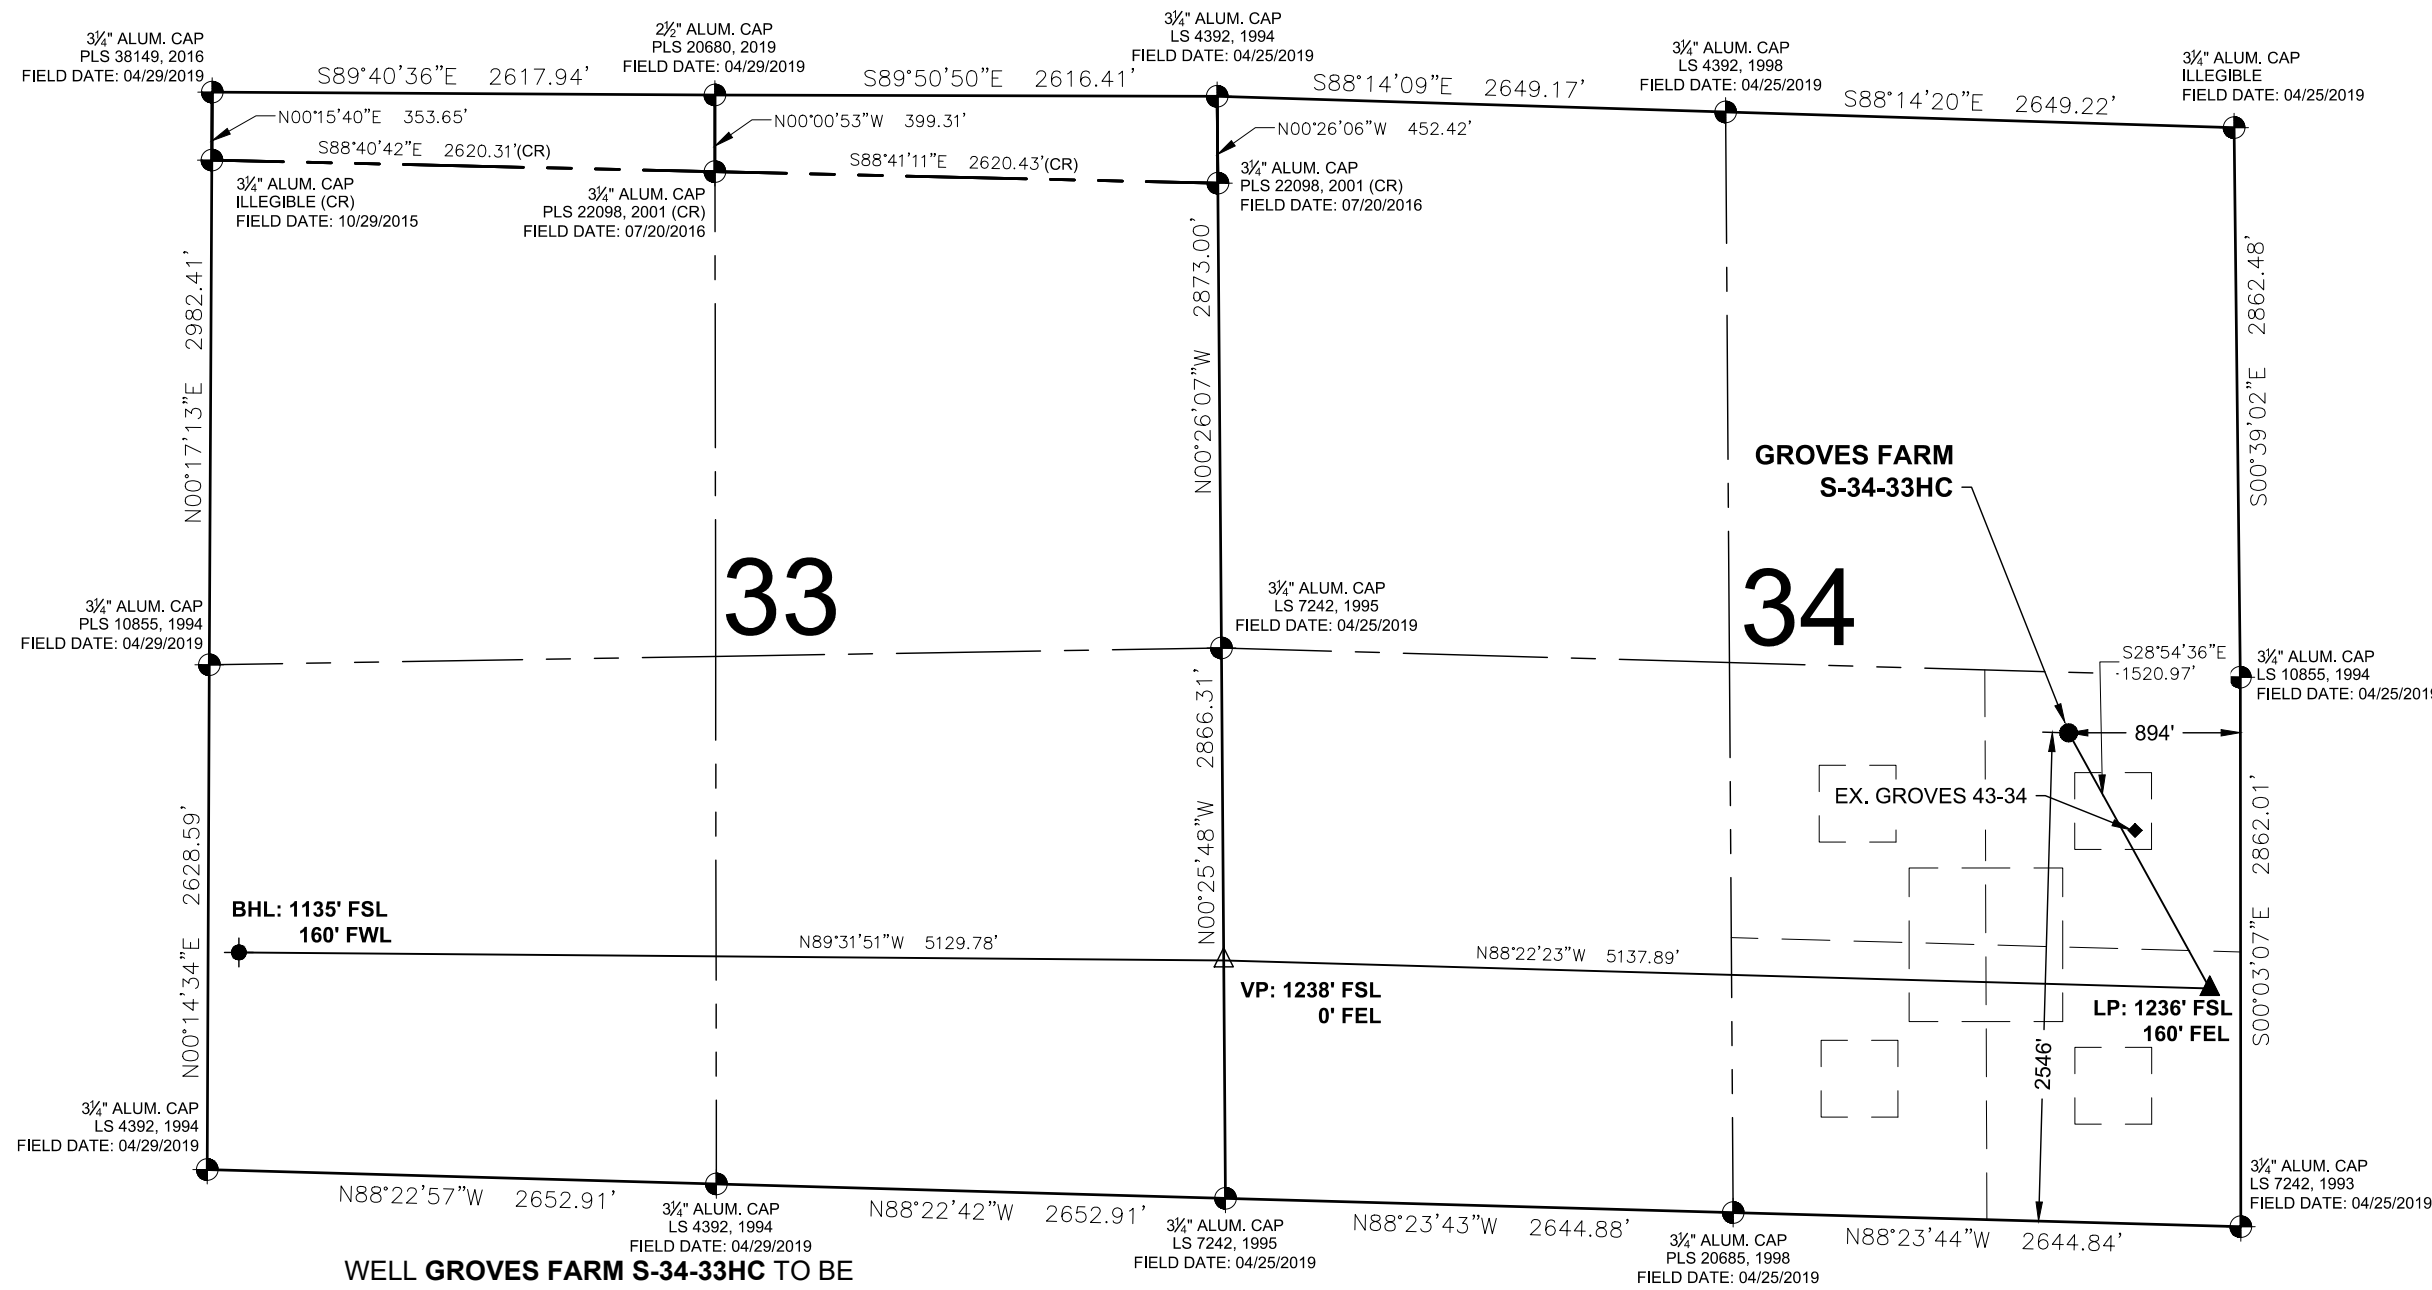 3¼" ALUM. CAP
PLS 38149, 2016
FIELD DATE: 04/29/2019
2½" ALUM. CAP
PLS 20680, 2019
FIELD DATE: 04/29/2019
3¼" ALUM. CAP
LS 4392, 1994
FIELD DATE: 04/25/2019
3¼" ALUM. CAP
LS 4392, 1998
FIELD DATE: 04/25/2019
3¼" ALUM. CAP
ILLEGIBLE
FIELD DATE: 04/25/2019
S89°40'36"E 2617.94'
S89°50'50"E 2616.41'
S88°14'09"E 2649.17'
S88°14'20"E 2649.22'
N00°15'40"E 353.65'
N00°00'53"W 399.31'
N00°26'06"W 452.42'
S88°40'42"E 2620.31'(CR)
S88°41'11"E 2620.43'(CR)
3¼" ALUM. CAP
ILLEGIBLE (CR)
FIELD DATE: 10/29/2015
3¼" ALUM. CAP
PLS 22098, 2001 (CR)
FIELD DATE: 07/20/2016
3¼" ALUM. CAP
PLS 22098, 2001 (CR)
FIELD DATE: 07/20/2016
N00°17'13"E 2982.41'
N00°26'07"W 2873.00'
S00°39'02"E 2862.48'
GROVES FARM
S-34-33HC
33
34
3¼" ALUM. CAP
PLS 10855, 1994
FIELD DATE: 04/29/2019
3¼" ALUM. CAP
LS 7242, 1995
FIELD DATE: 04/25/2019
S28°54'36"E
1520.97'
3¼" ALUM. CAP
LS 10855, 1994
FIELD DATE: 04/25/2019
894'
EX. GROVES 43-34
N00°14'34"E 2628.59'
N00°25'48"W 2866.31'
S00°03'07"E 2862.01'
BHL: 1135' FSL
160' FWL
N89°31'51"W 5129.78'
N88°22'23"W 5137.89'
VP: 1238' FSL
0' FEL
LP: 1236' FSL
160' FEL
2546'
3¼" ALUM. CAP
LS 4392, 1994
FIELD DATE: 04/29/2019
N88°22'57"W 2652.91'
3¼" ALUM. CAP
LS 4392, 1994
FIELD DATE: 04/29/2019
N88°22'42"W 2652.91'
3¼" ALUM. CAP
LS 7242, 1995
FIELD DATE: 04/25/2019
N88°23'43"W 2644.88'
3¼" ALUM. CAP
PLS 20685, 1998
FIELD DATE: 04/25/2019
N88°23'44"W 2644.84'
3¼" ALUM. CAP
LS 7242, 1993
FIELD DATE: 04/25/2019
WELL GROVES FARM S-34-33HC TO BE